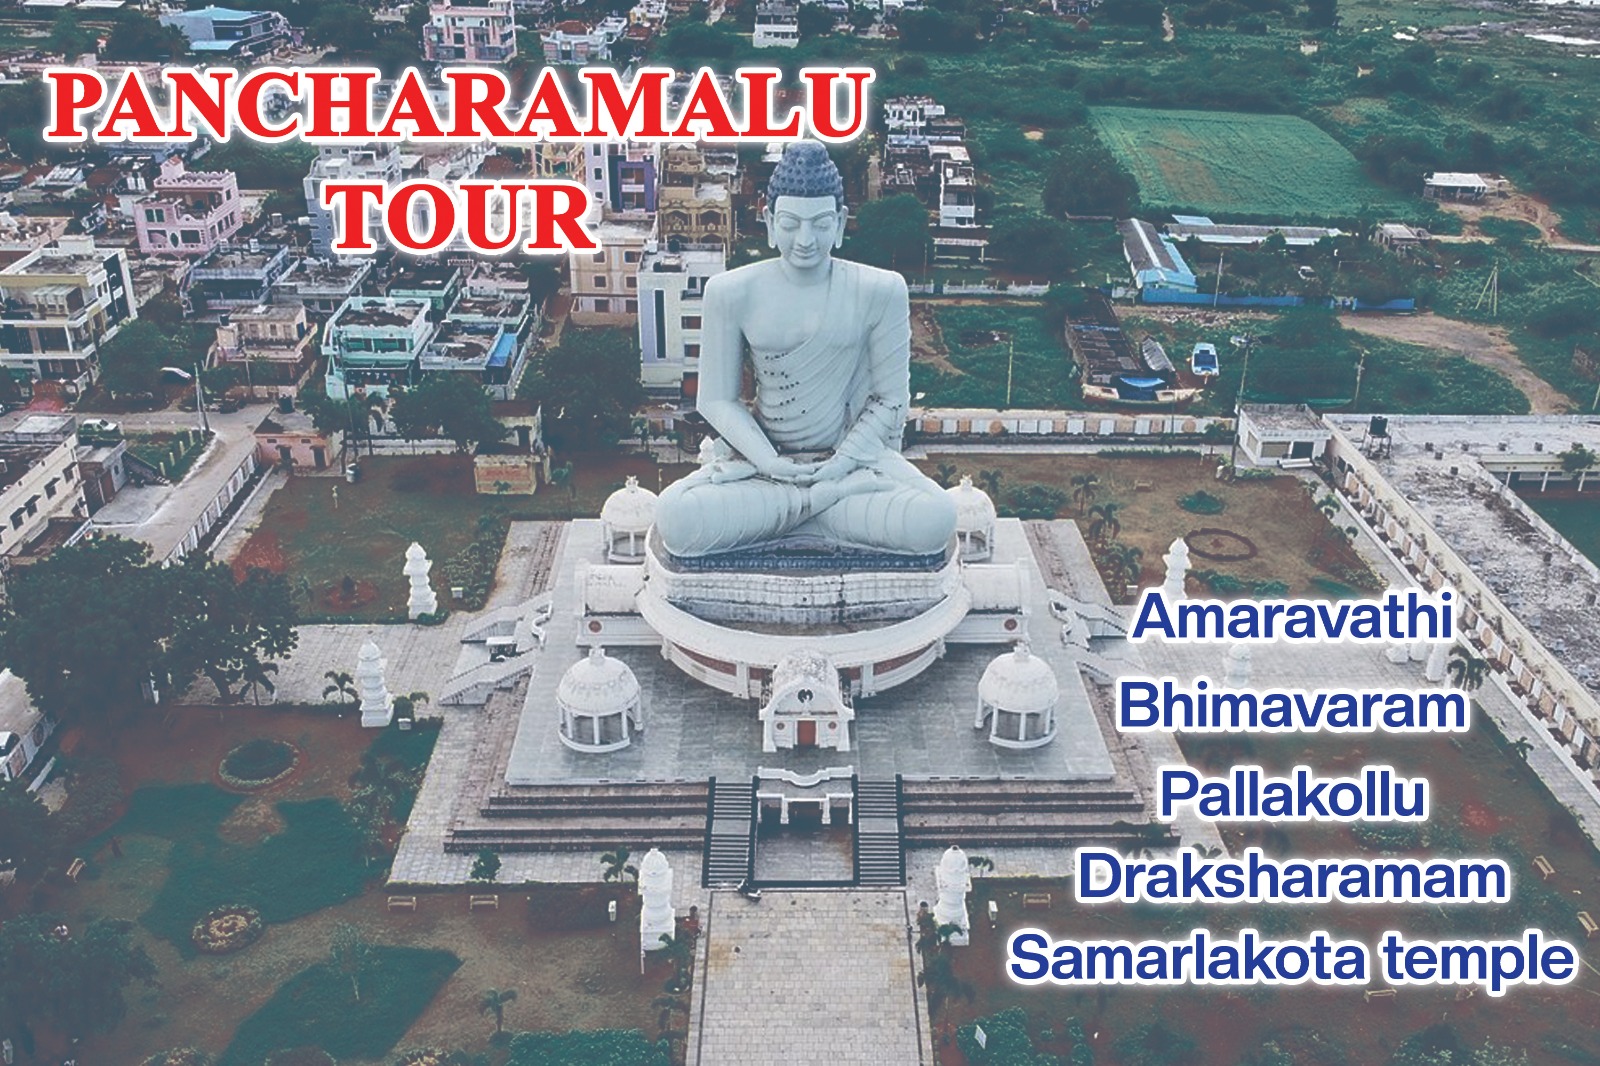 PANCHARAMALU
TOUR
Amaravathi
Bhimavaram
Pallakollu
Draksharamam
Samarlakota temple